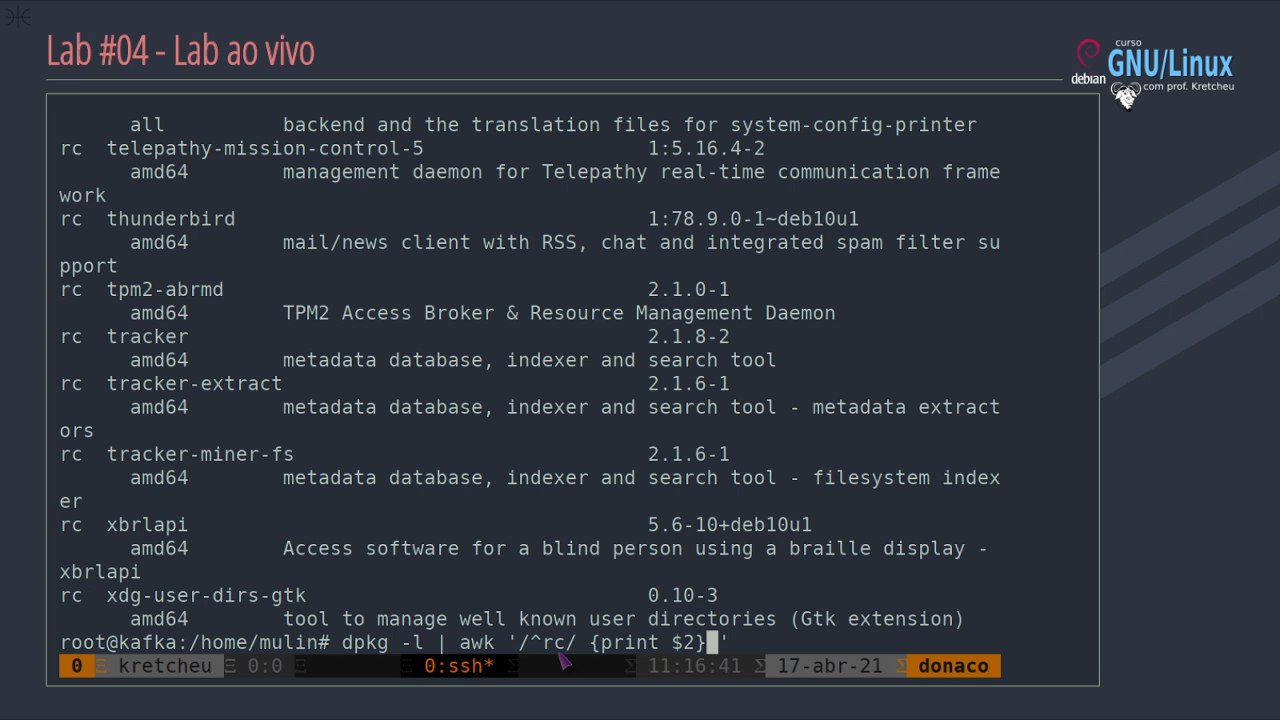 Lab #04 - Lab ao vivo
curso
GNU/Linux
debian
com prof. Kretcheu
all backend and the translation files for system-config-printer
rc telepathy-mission-control-5 1:5.16.4-2
amd64 management daemon for Telepathy real-time communication frame
work
rc thunderbird 1:78.9.0-1~deb10u1
amd64 mail/news client with RSS, chat and integrated spam filter su
pport
rc tpm2-abrmd 2.1.0-1
amd64 TPM2 Access Broker & Resource Management Daemon
rc tracker 2.1.8-2
amd64 metadata database, indexer and search tool
rc tracker-extract 2.1.6-1
amd64 metadata database, indexer and search tool - metadata extract
ors
rc tracker-miner-fs 2.1.6-1
amd64 metadata database, indexer and search tool - filesystem index
er
rc xbrlapi 5.6-10+deb10u1
amd64 Access software for a blind person using a braille display -
xbrlapi
rc xdg-user-dirs-gtk 0.10-3
amd64 tool to manage well known user directories (Gtk extension)
root@kafka:/home/mulin# dpkg -l | awk '/^rc/ {print $2} '
0 Ξ kretcheu Ξ 0:0 Ξ Σ 0:ssh* Σ Σ 11:16:41 Σ 17-abr-21 Σ donaco